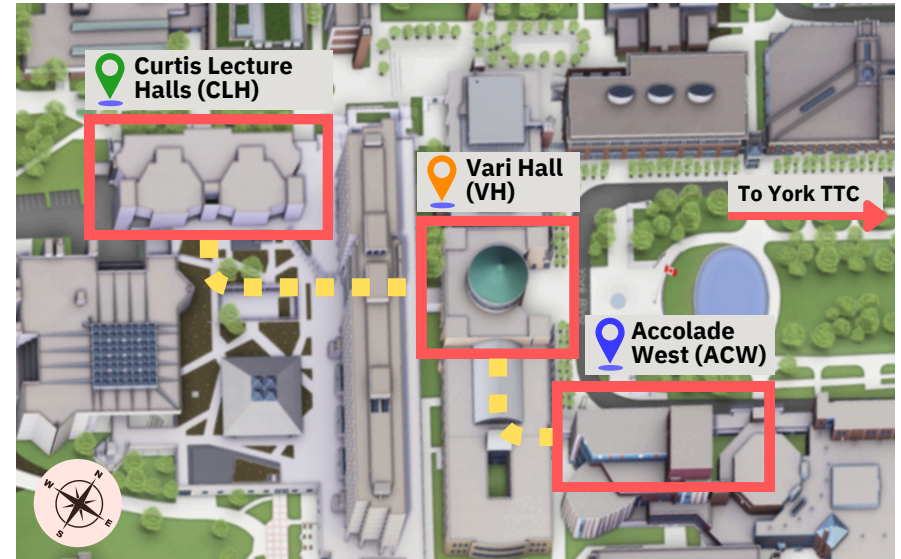 Curtis Lecture
Halls (CLH)
Vari Hall
(VH)
To York TTC
Accolade
West (ACW)
N
W
E
S